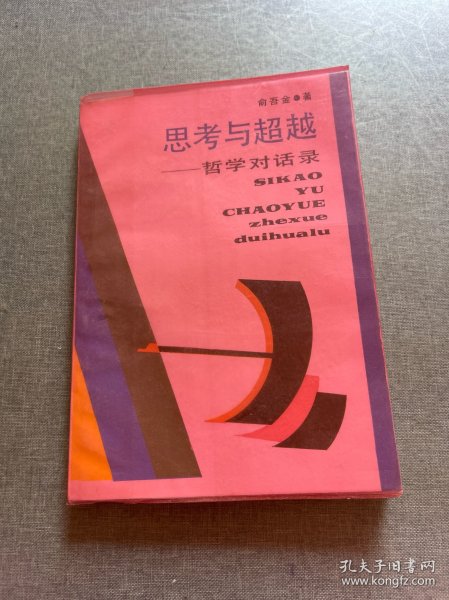 俞吾金●著
思考与超越
——哲学对话录
SIKAO
YU
CHAOYUE
zhexue
duihualu
孔夫子旧书网
www.kongfz.com